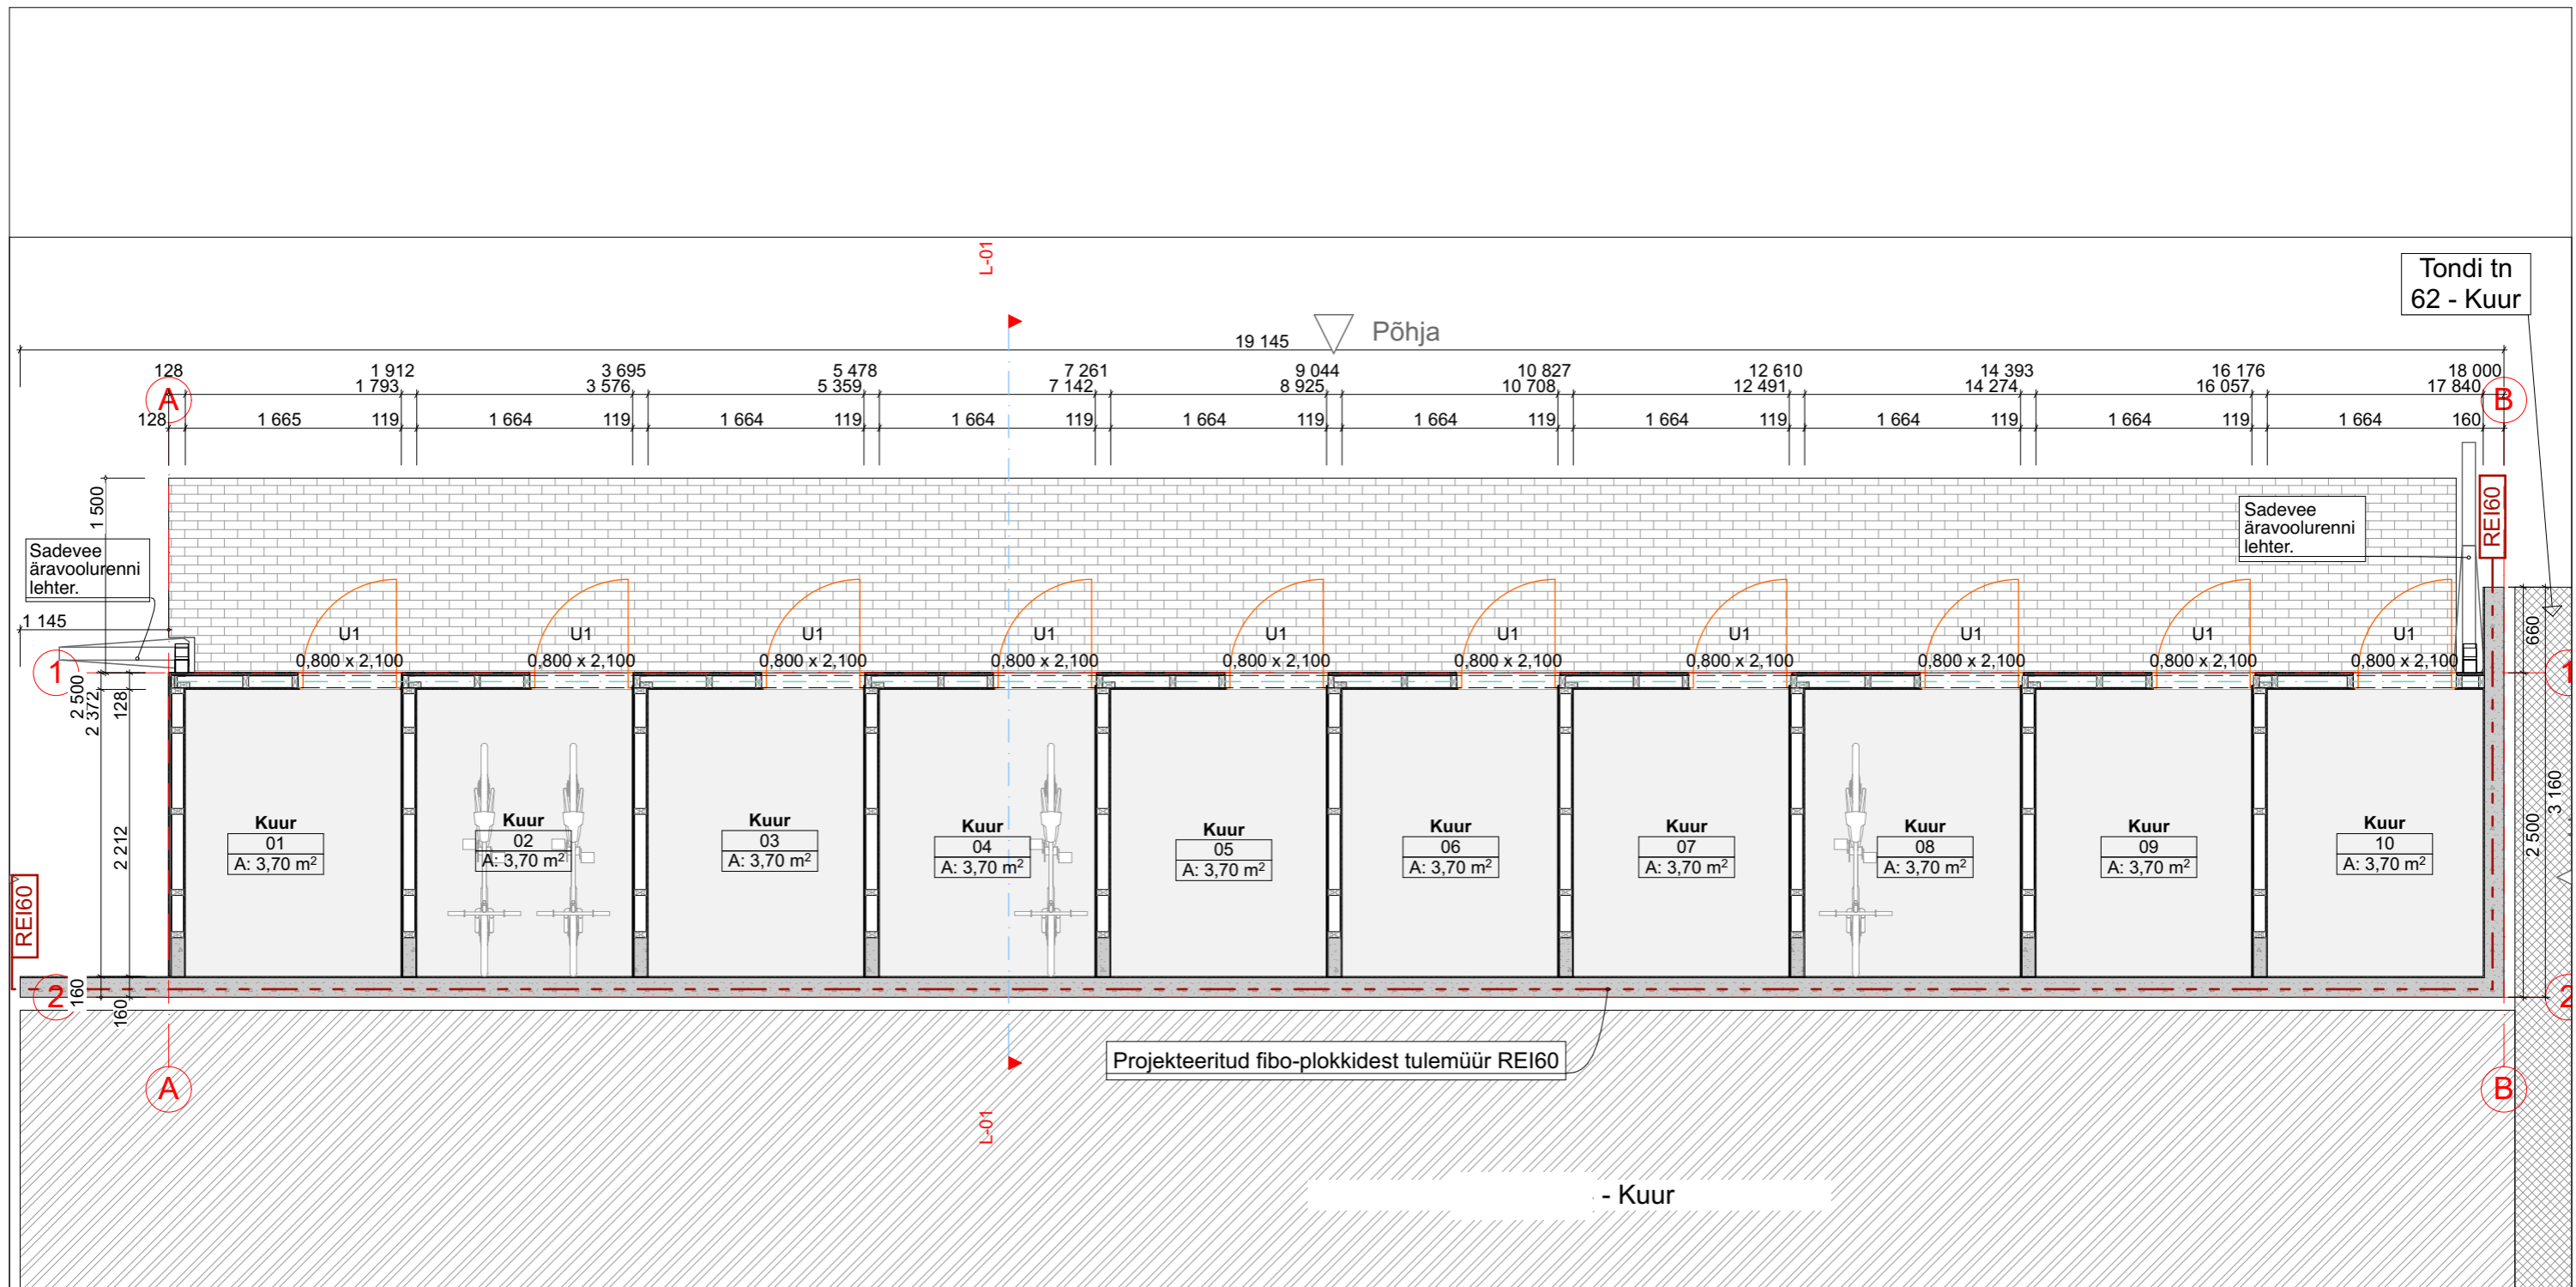 L-01
Tondi tn
62 - Kuur
Põhja
19 145
128 1 912 3 695 5 478 7 261 9 044 10 827 12 610 14 393 16 176 18 000
A 1 793 3 576 5 359 7 142 8 925 10 708 12 491 14 274 16 057 17 840 B
128 1 665 119 1 664 119 1 664 119 1 664 119 1 664 119 1 664 119 1 664 119 1 664 119 1 664 119 1 664 160
1 500
REI60
Sadevee
äravoolurenni
lehter.
Sadevee
äravoolurenni
lehter.
1 145
660
U1 U1 U1 U1 U1 U1 U1 U1 U1 U1
0,800 x 2,100 0,800 x 2,100 0,800 x 2,100 0,800 x 2,100 0,800 x 2,100 0,800 x 2,100 0,800 x 2,100 0,800 x 2,100 0,800 x 2,100 0,800 x 2,100
1 1
2 500
2 372
128
2 212
2 500
3 160
Kuur
01
A: 3,70 m²
Kuur
02
A: 3,70 m²
Kuur
03
A: 3,70 m²
Kuur
04
A: 3,70 m²
Kuur
05
A: 3,70 m²
Kuur
06
A: 3,70 m²
Kuur
07
A: 3,70 m²
Kuur
08
A: 3,70 m²
Kuur
09
A: 3,70 m²
Kuur
10
A: 3,70 m²
REI60
2 2
160
160
Projekteeritud fibo-plokkidest tulemüür REI60
A B
L-01
- Kuur